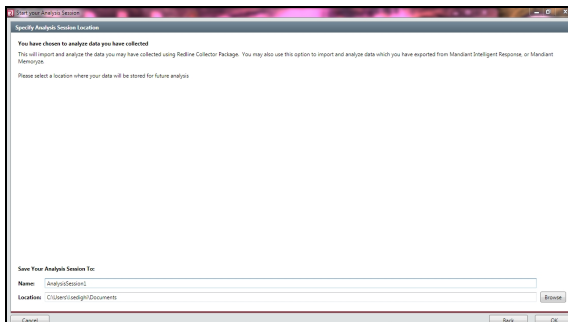 Start your Analysis Session
Specify Analysis Session Location
You have chosen to analyze data you have collected
This will import and analyze the data you may have collected using Redline Collector Package. You may also use this option to import and analyze data which you have exported from Mandiant Intelligent Response, or Mandiant
Memoryze.
Please select a location where your data will be stored for future analysis
Save Your Analysis Session To:
Name: AnalysisSession1
Location: C:\Users\lsedighi\Documents Browse
Cancel Back OK